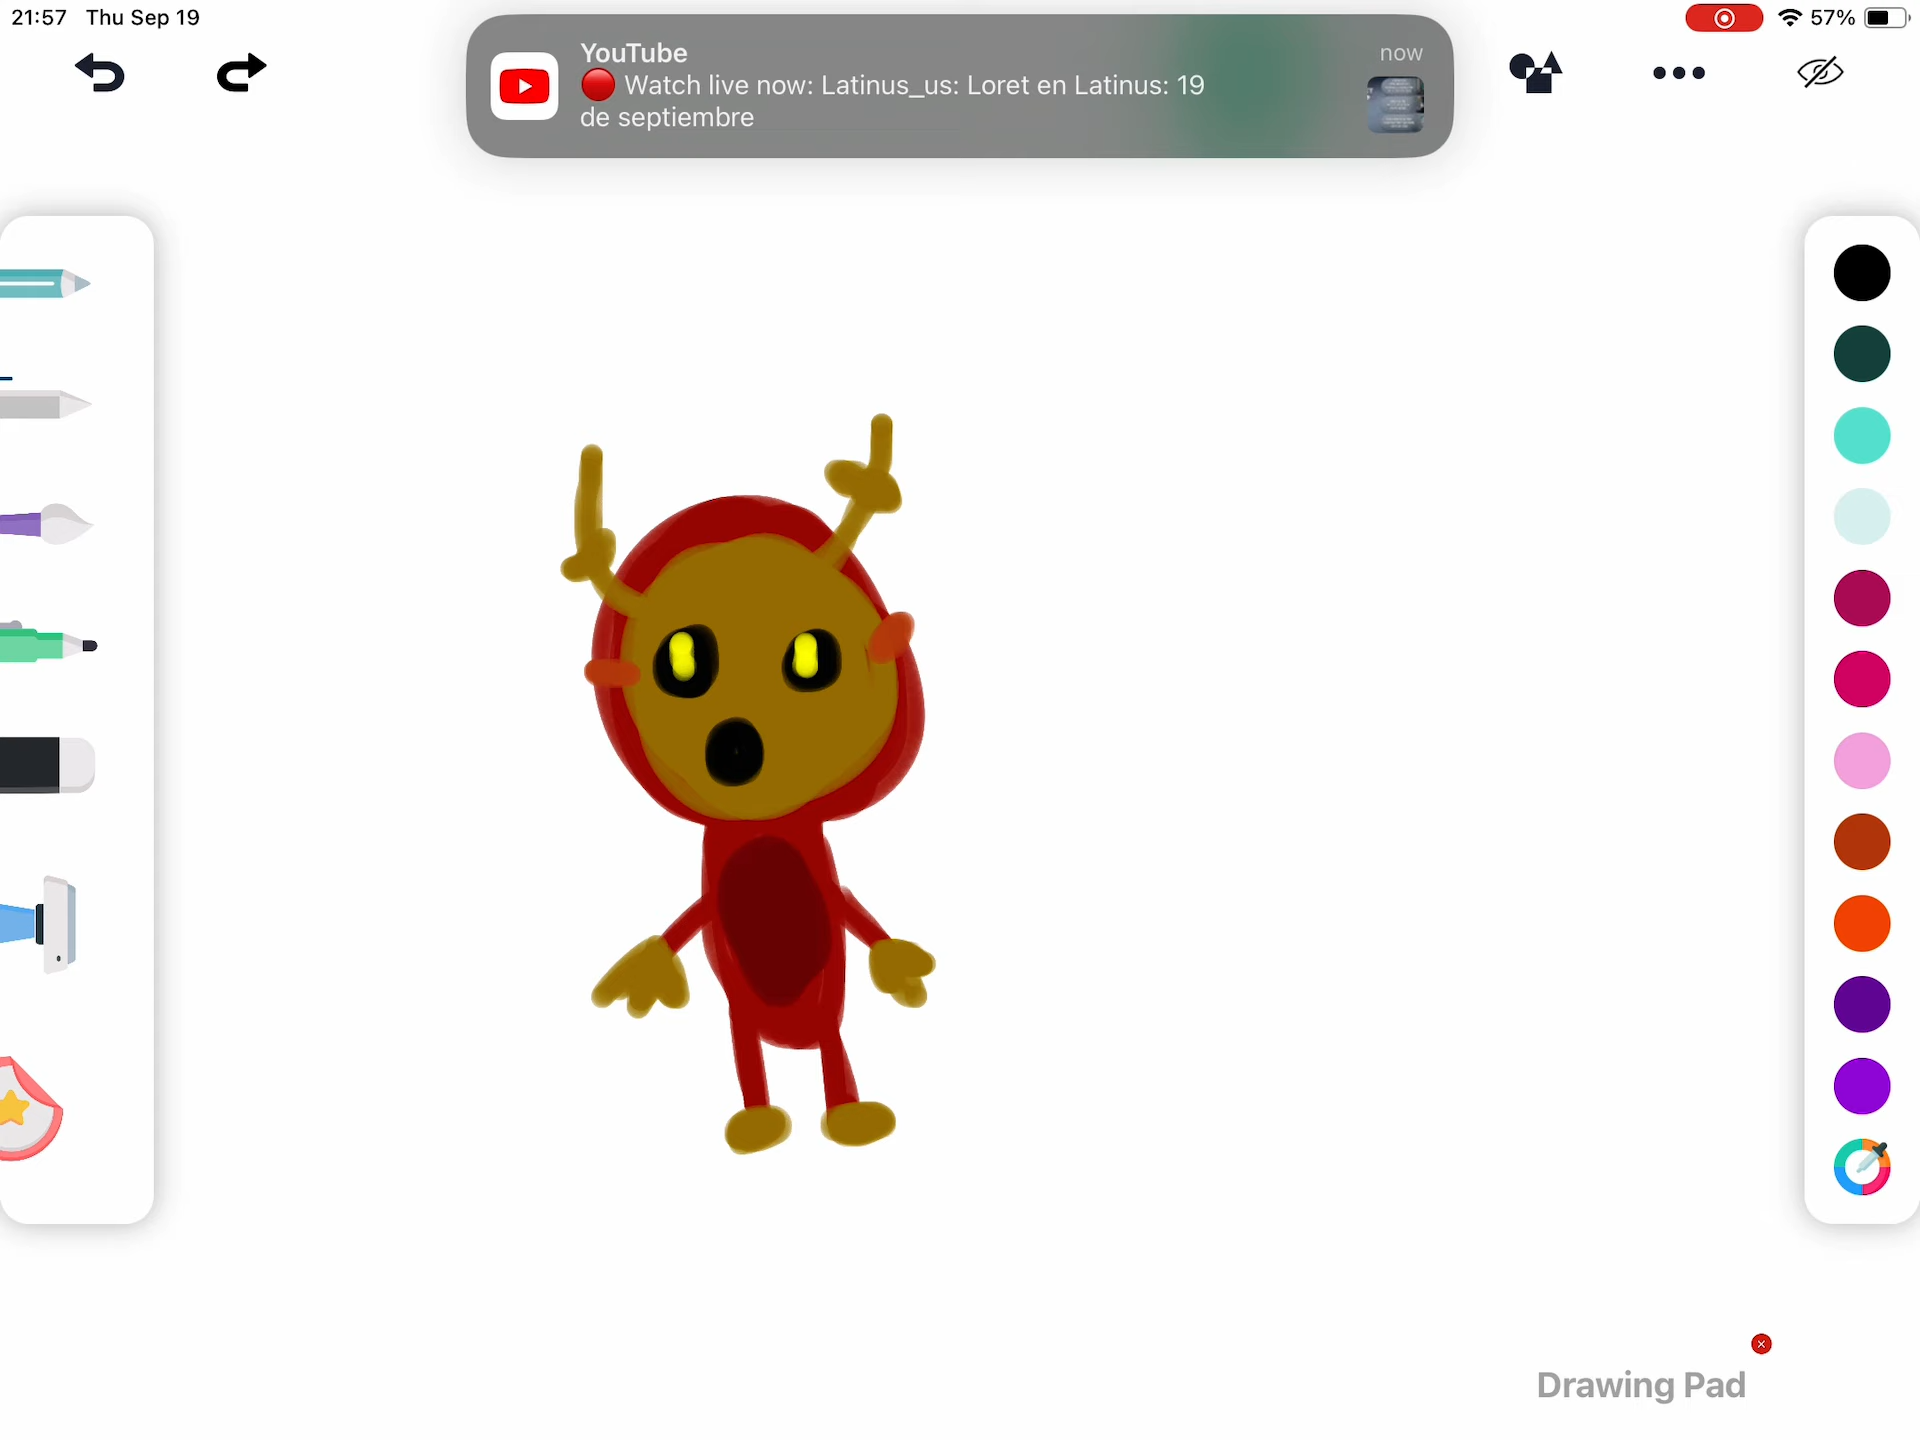 21:57 Thu Sep 19
57%
YouTube
now
🔴 Watch live now: Latinus_us: Loret en Latinus: 19
de septiembre
Drawing Pad